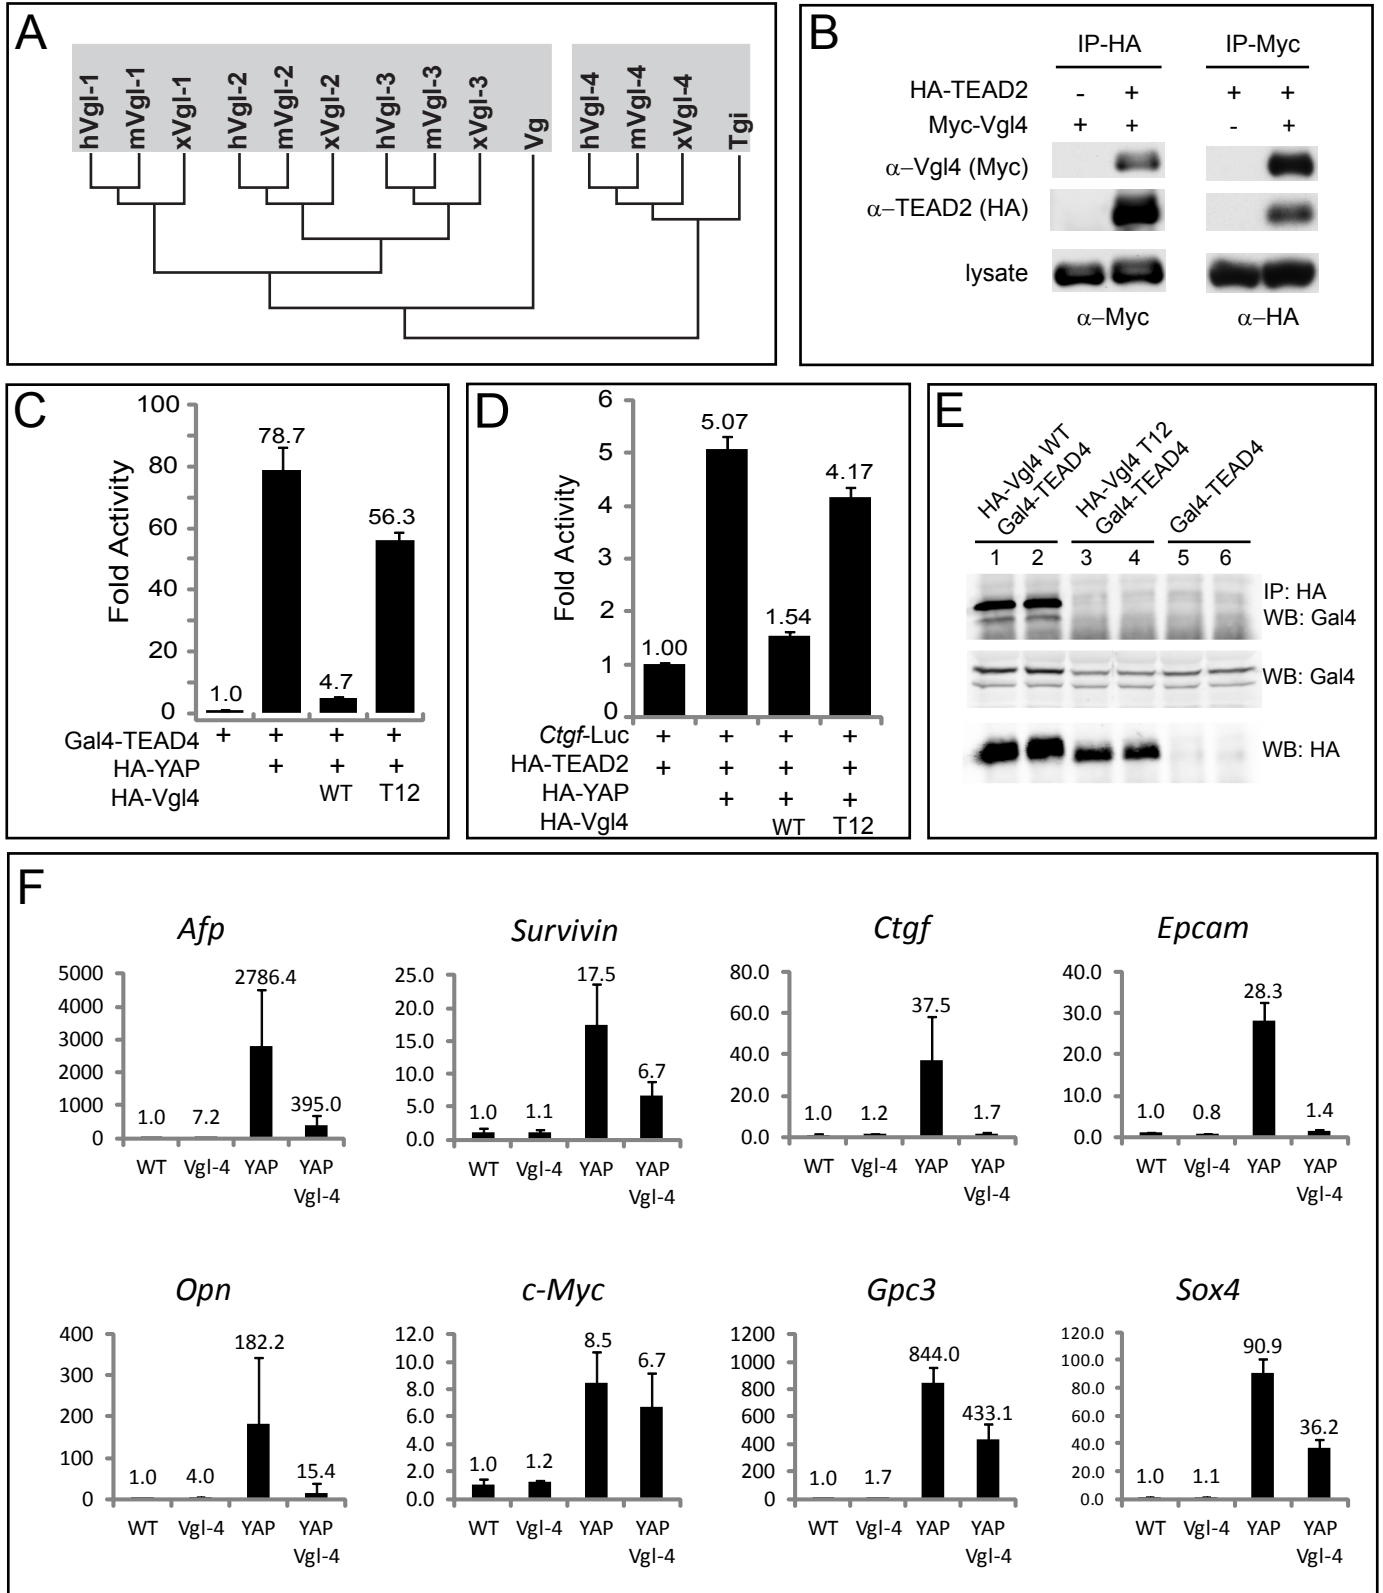 A
hVgl-1
mVgl-1
xVgl-1
hVgl-2
mVgl-2
xVgl-2
hVgl-3
mVgl-3
xVgl-3
Vg
hVgl-4
mVgl-4
xVgl-4
Tgi
B
IP-HA IP-Myc
HA-TEAD2 - + + +
Myc-Vgl4 + + - +
α–Vgl4 (Myc)
α–TEAD2 (HA)
lysate
α–Myc α–HA
C
Fold Activity
100
80
60
40
20
0
1.0
78.7
4.7
56.3
Gal4-TEAD4 + + + +
HA-YAP + + +
HA-Vgl4 WT T12
D
Fold Activity
6
5
4
3
2
1
0
1.00
5.07
1.54
4.17
Ctgf-Luc + + + +
HA-TEAD2 + + + +
HA-YAP + + +
HA-Vgl4 WT T12
E
HA-Vgl4 WT
Gal4-TEAD4
HA-Vgl4 T12
Gal4-TEAD4
Gal4-TEAD4
1 2 3 4 5 6
IP: HA
WB: Gal4
WB: Gal4
WB: HA
F
Afp
5000
4000
3000
2000
1000
0
1.0
7.2
2786.4
395.0
WT Vgl-4 YAP YAP
Vgl-4
Survivin
25.0
20.0
15.0
10.0
5.0
0.0
1.0
1.1
17.5
6.7
WT Vgl-4 YAP YAP
Vgl-4
Ctgf
80.0
60.0
40.0
20.0
0.0
1.0
1.2
37.5
1.7
WT Vgl-4 YAP YAP
Vgl-4
Epcam
40.0
30.0
20.0
10.0
0.0
1.0
0.8
28.3
1.4
WT Vgl-4 YAP YAP
Vgl-4
Opn
400
300
200
100
0
1.0
4.0
182.2
15.4
WT Vgl-4 YAP YAP
Vgl-4
c-Myc
12.0
10.0
8.0
6.0
4.0
2.0
0.0
1.0
1.2
8.5
6.7
WT Vgl-4 YAP YAP
Vgl-4
Gpc3
1200
1000
800
600
400
200
0
1.0
1.7
844.0
433.1
WT Vgl-4 YAP YAP
Vgl-4
Sox4
120.0
100.0
80.0
60.0
40.0
20.0
0.0
1.0
1.1
90.9
36.2
WT Vgl-4 YAP YAP
Vgl-4